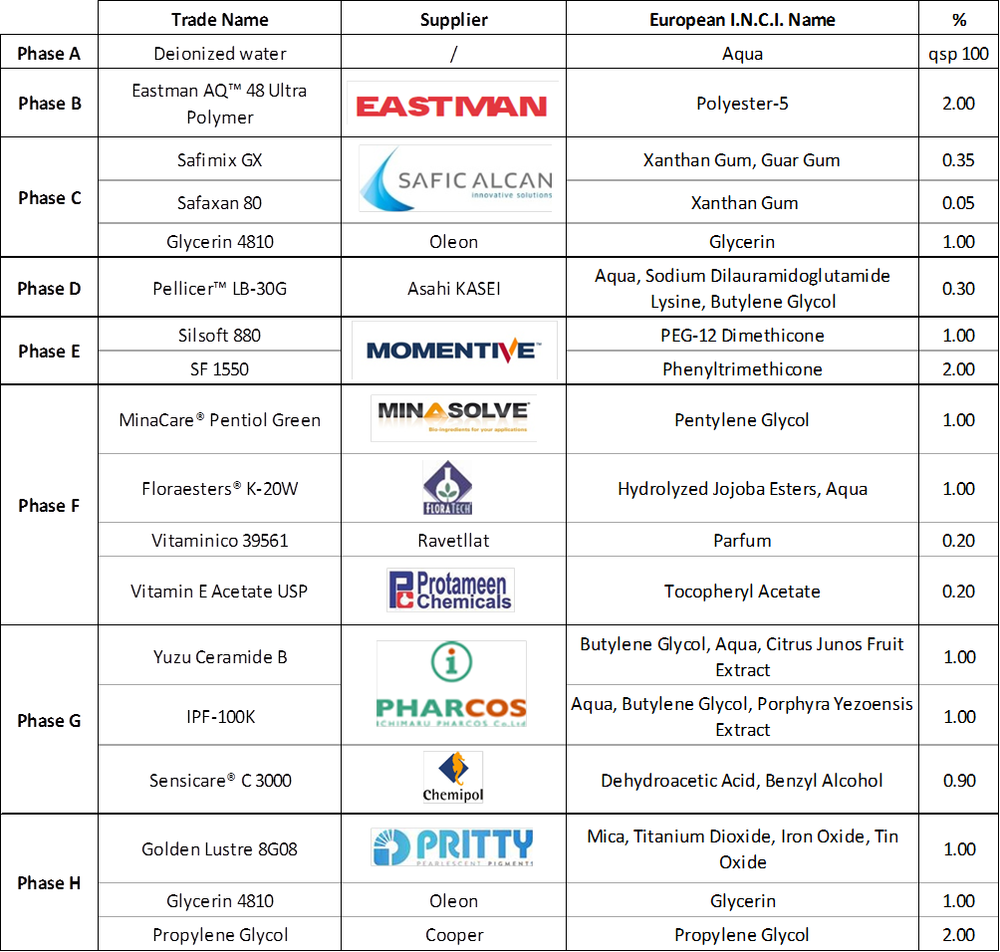 Trade Name Supplier European I.N.C.I. Name %
Phase A Deionized water / Aqua qsp 100
Phase B Eastman AQ™ 48 Ultra Polymer EASTMAN Polyester-5 2.00
Phase C Safimix GX SAFIC ALCAN innovative solutions Xanthan Gum, Guar Gum 0.35
Safaxan 80 Xanthan Gum 0.05
Glycerin 4810 Oleon Glycerin 1.00
Phase D Pellicer™ LB-30G Asahi KASEI Aqua, Sodium Dilauramidoglutamide Lysine, Butylene Glycol 0.30
Phase E Silsoft 880 MOMENTIVE™ PEG-12 Dimethicone 1.00
SF 1550 Phenyltrimethicone 2.00
Phase F MinaCare® Pentiol Green MINASOLVE® Bio ingredients for your applications Pentylene Glycol 1.00
Floraesters® K-20W FLORATECH Hydrolyzed Jojoba Esters, Aqua 1.00
Vitaminico 39561 Ravetllat Parfum 0.20
Vitamin E Acetate USP PC Protameen Chemicals Tocopheryl Acetate 0.20
Phase G Yuzu Ceramide B i PHARCOS ICHIMARU PHARCOS Co.Ltd Butylene Glycol, Aqua, Citrus Junos Fruit Extract 1.00
IPF-100K Aqua, Butylene Glycol, Porphyra Yezoensis Extract 1.00
Sensicare® C 3000 Chemipol Dehydroacetic Acid, Benzyl Alcohol 0.90
Phase H Golden Lustre 8G08 PRITTY PEARLESCENT PIGMENTS Mica, Titanium Dioxide, Iron Oxide, Tin Oxide 1.00
Glycerin 4810 Oleon Glycerin 1.00
Propylene Glycol Cooper Propylene Glycol 2.00